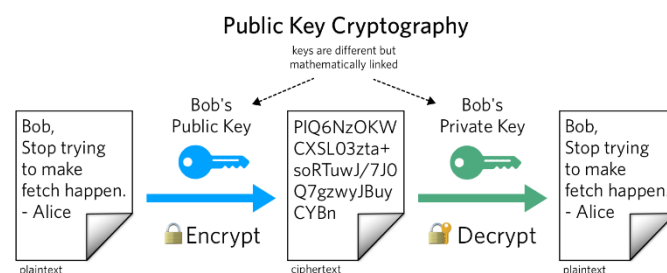 Public Key Cryptography
keys are different but
mathematically linked
Bob,
Stop trying
to make
fetch happen.
- Alice
plaintext
Bob's
Public Key
Encrypt
PIQ6NzOKW
CXSL03zta+
soRTuwJ/7J0
Q7gzwyJBuy
CYBn
ciphertext
Bob's
Private Key
Decrypt
Bob,
Stop trying
to make
fetch happen.
- Alice
plaintext